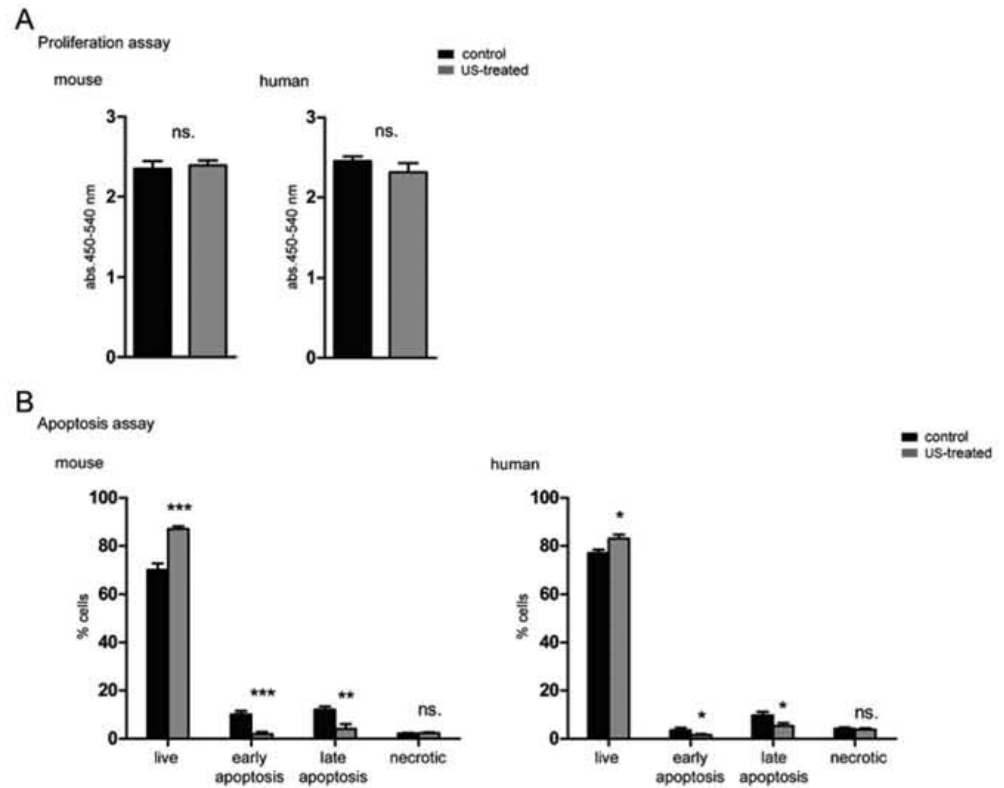 A
Proliferation assay
control
US-treated
mouse
human
3
2
1
0
abs.450-540 nm
ns.
3
2
1
0
abs.450-540 nm
ns.
B
Apoptosis assay
control
US-treated
mouse
human
100
80
60
40
20
0
% cells
***
***
**
ns.
live
early apoptosis
late apoptosis
necrotic
100
80
60
40
20
0
% cells
*
*
*
ns.
live
early apoptosis
late apoptosis
necrotic